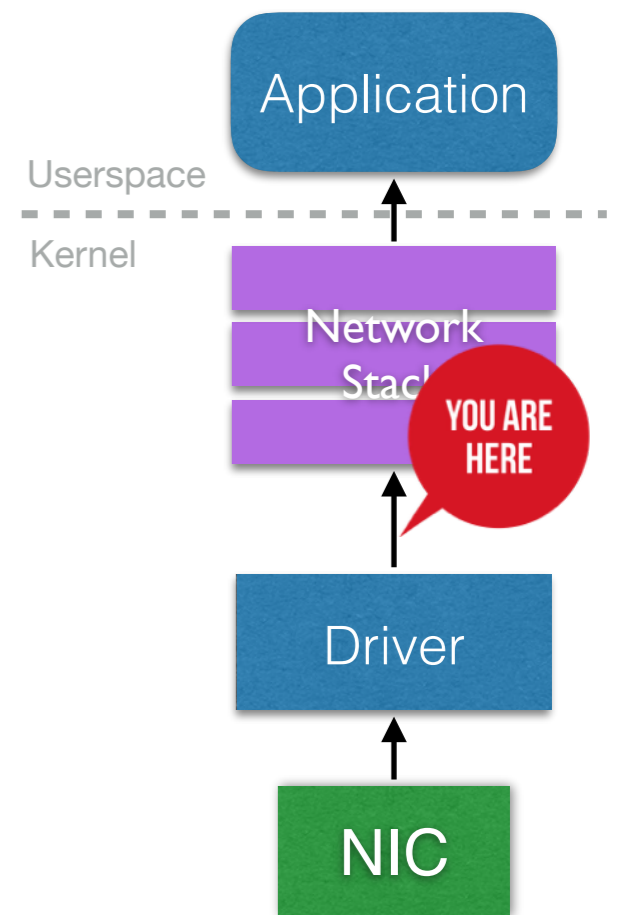 Application
Userspace
Kernel
Network
Stack
YOU ARE
HERE
Driver
NIC